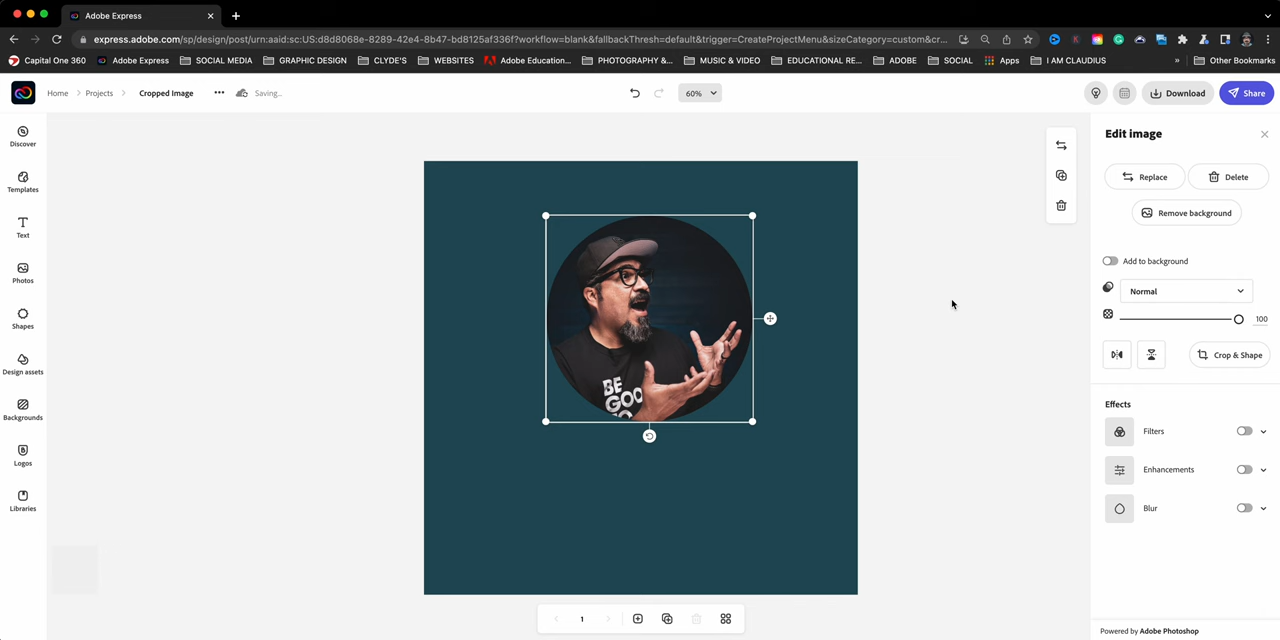 Adobe Express
express.adobe.com/sp/design/post/urn:aaid:sc:US:d8d8068e-8289-42e4-8b47-bd8125af336f?workflow=blank&fallbackThresh=default&trigger=CreateProjectMenu&sizeCategory=custom&cr...
Capital One 360 Adobe Express SOCIAL MEDIA GRAPHIC DESIGN CLYDE'S WEBSITES Adobe Education... PHOTOGRAPHY &... MUSIC & VIDEO EDUCATIONAL RE... ADOBE SOCIAL Apps I AM CLAUDIUS » Other Bookmarks
Home Projects Cropped Image ••• Saving... 60% Download Share
Discover
Templates
Text
Photos
Shapes
Design assets
Backgrounds
Logos
Libraries
BE
GOO
1
Edit image
Replace Delete
Remove background
Add to background
Normal
100
Crop & Shape
Effects
Filters
Enhancements
Blur
Powered by Adobe Photoshop